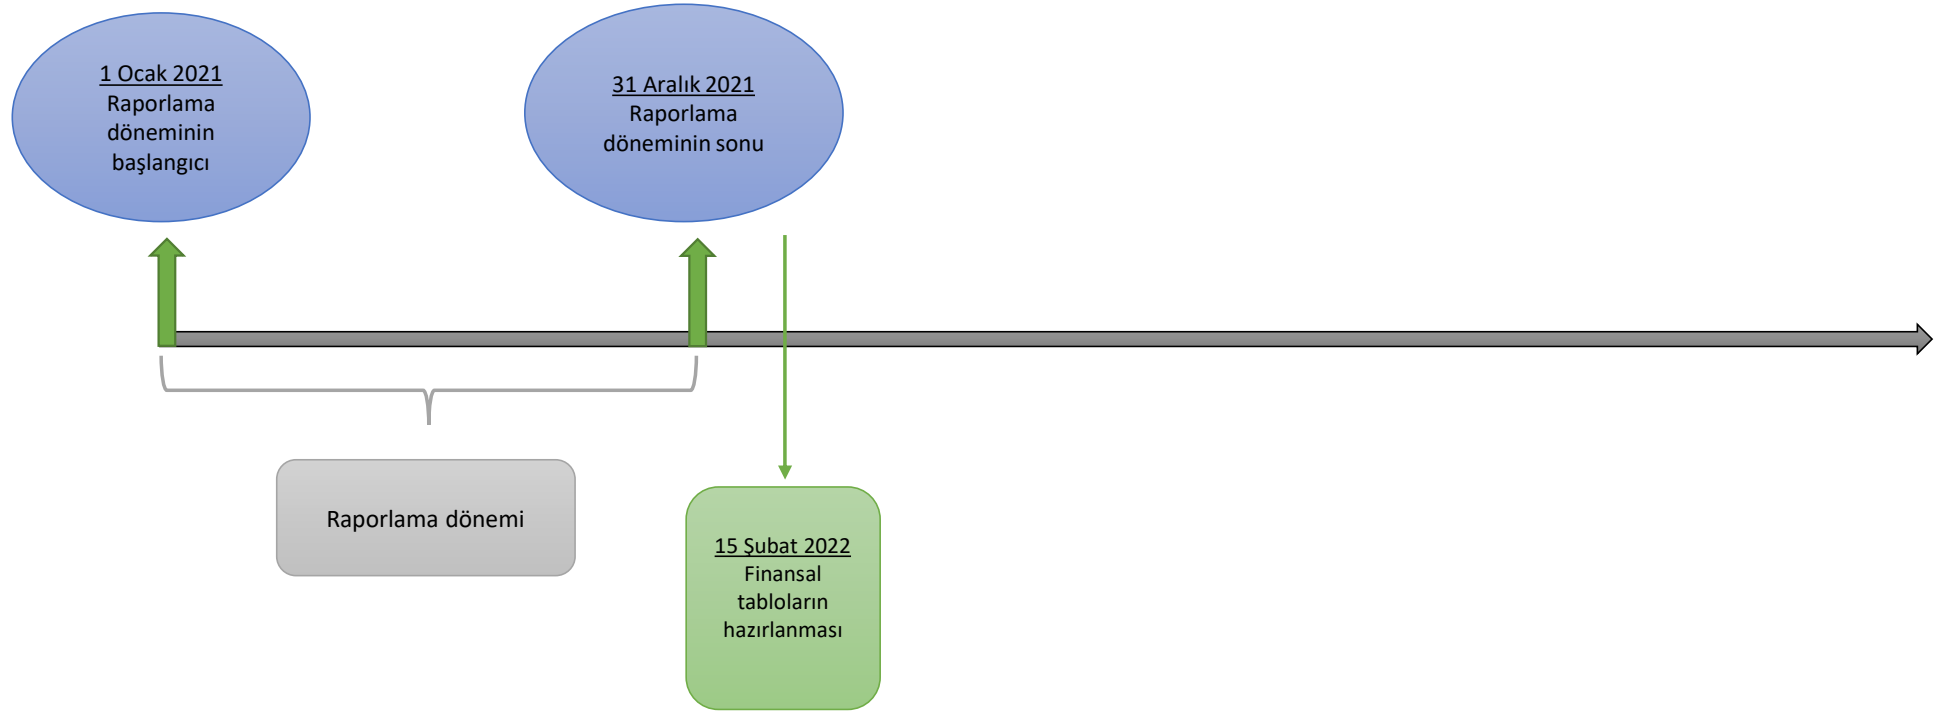 1 Ocak 2021
Raporlama
döneminin
başlangıcı
31 Aralık 2021
Raporlama
döneminin sonu
Raporlama dönemi
15 Şubat 2022
Finansal
tabloların
hazırlanması